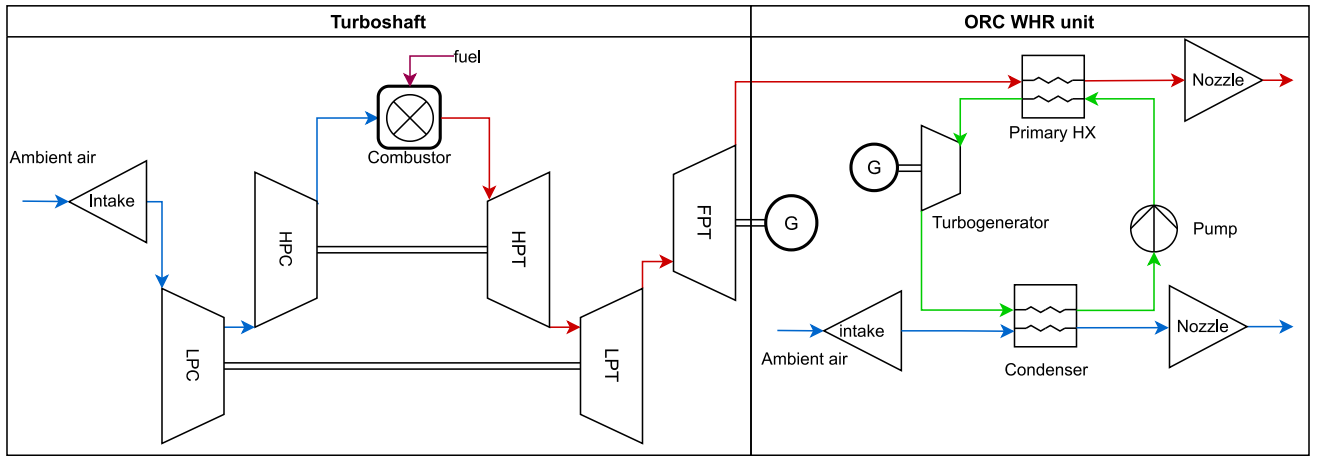 Turboshaft
ORC WHR unit
fuel
Nozzle
Ambient air
Combustor
Primary HX
Intake
G
HPC
HPT
FPT
G
Turbogenerator
Pump
LPC
LPT
intake
Nozzle
Ambient air
Condenser